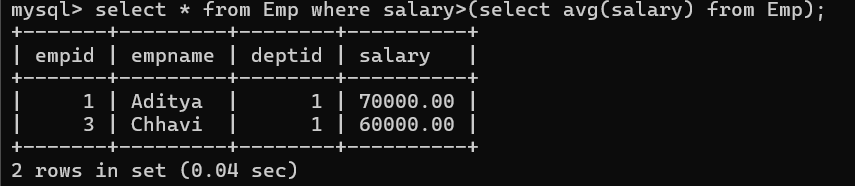 mysql> select * from Emp where salary>(select avg(salary) from Emp);
+-------+---------+--------+----------+
| empid | empname | deptid | salary   |
+-------+---------+--------+----------+
|     1 | Aditya  |      1 | 70000.00 |
|     3 | Chhavi  |      1 | 60000.00 |
+-------+---------+--------+----------+
2 rows in set (0.04 sec)